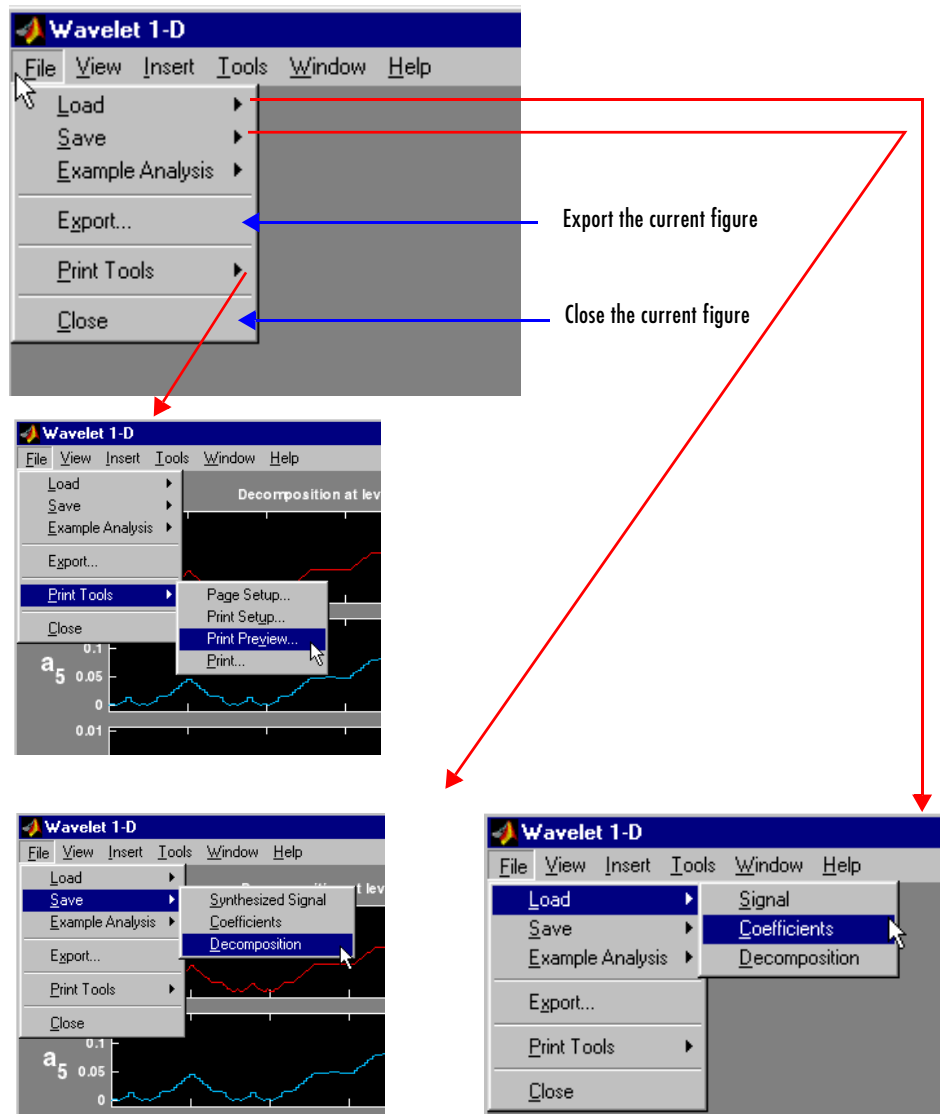 Wavelet 1-D
File View Insert Tools Window Help
Load
Save
Example Analysis
Export...
Export the current figure
Print Tools
Close
Close the current figure
Wavelet 1-D
File View Insert Tools Window Help
Load
Save
Example Analysis
Decomposition at lev
Export...
Print Tools
Page Setup...
Print Setup...
Print Preview...
Print...
Close
a5
0.1
0.05
0
0.01
Wavelet 1-D
File View Insert Tools Window Help
Load
Save
Synthesized Signal
Example Analysis
Coefficients
Decomposition
lev
Export...
Print Tools
Close
a5
0.1
0.05
0
Wavelet 1-D
File View Insert Tools Window Help
Load
Signal
Save
Coefficients
Example Analysis
Decomposition
Export...
Print Tools
Close